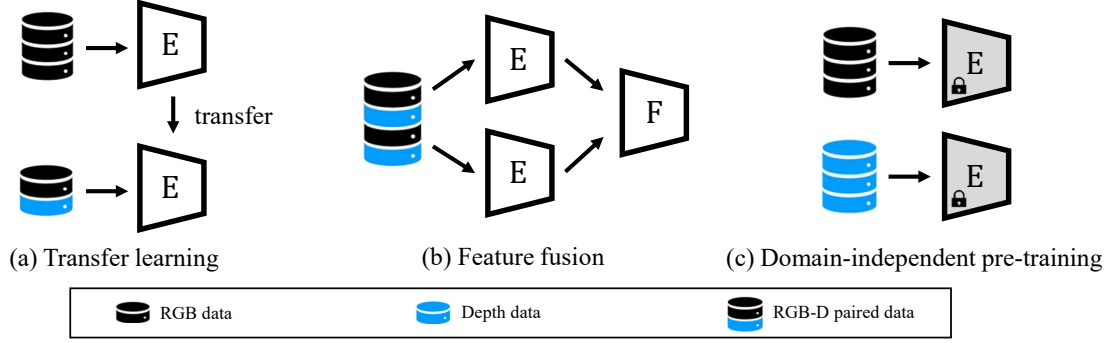 E
transfer
E
(a) Transfer learning
E
F
E
(b) Feature fusion
E
E
(c) Domain-independent pre-training
RGB data
Depth data
RGB-D paired data